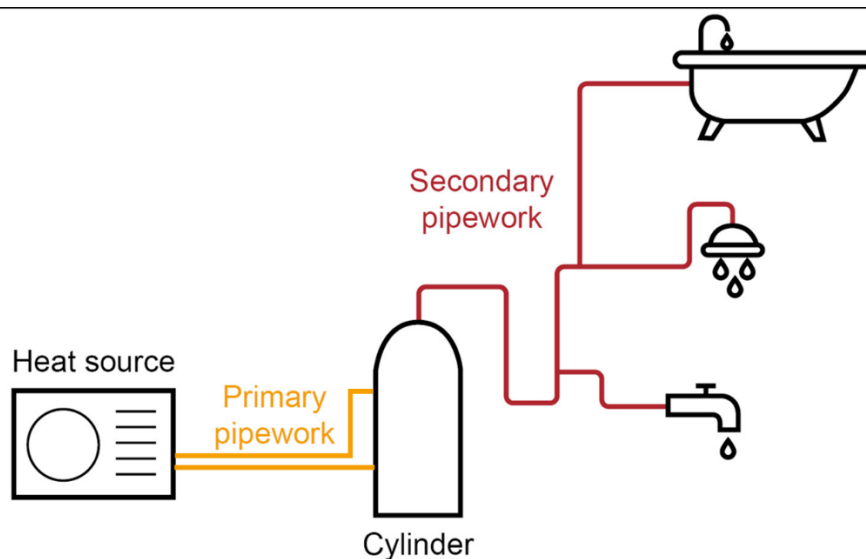 Secondary
pipework
Heat source
Primary
pipework
Cylinder